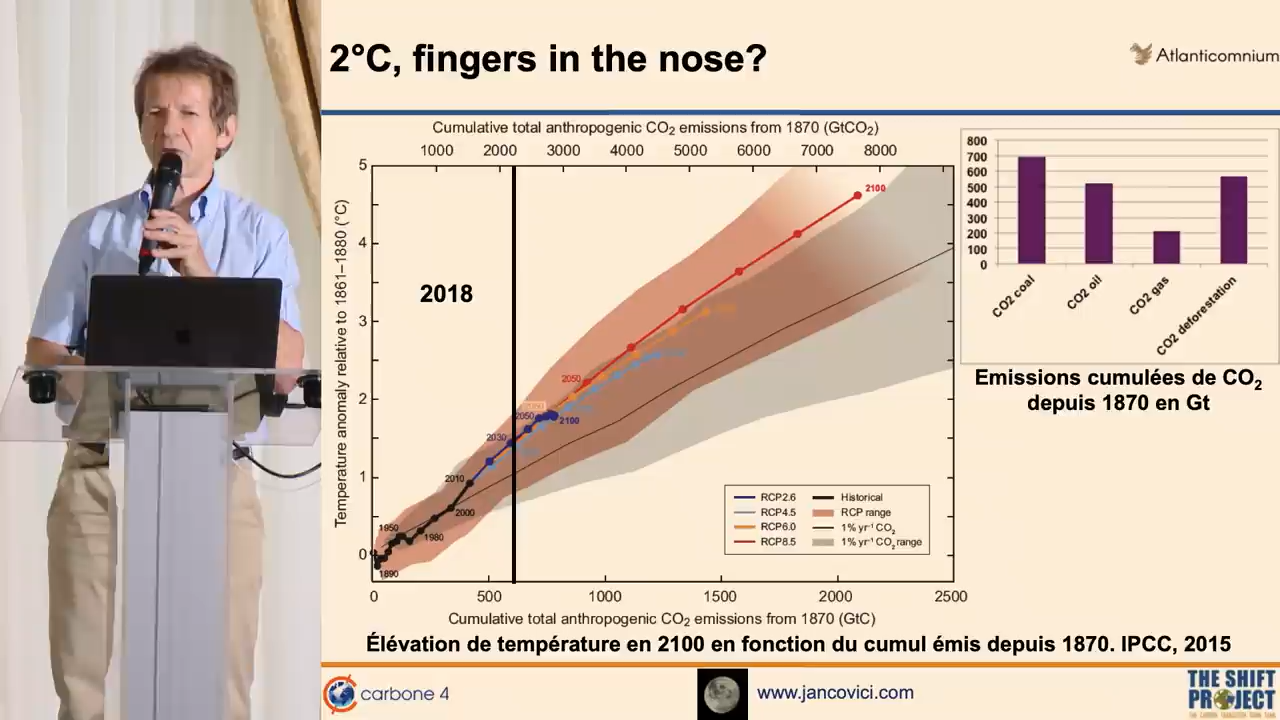 2°C, fingers in the nose?
Atlanticomnium
Cumulative total anthropogenic CO2 emissions from 1870 (GtCO2)
1000 2000 3000 4000 5000 6000 7000 8000
Temperature anomaly relative to 1861–1880 (°C)
5
4
3
2
1
0
2018
2100
2050
2050
2100
2030
2010
2000
1980
1950
1890
RCP2.6
RCP4.5
RCP6.0
RCP8.5
Historical
RCP range
1% yr-1 CO2
1% yr-1 CO2 range
0 500 1000 1500 2000 2500
Cumulative total anthropogenic CO2 emissions from 1870 (GtC)
800
700
600
500
400
300
200
100
0
CO2 coal
CO2 oil
CO2 gas
CO2 deforestation
Emissions cumulées de CO2
depuis 1870 en Gt
Élévation de température en 2100 en fonction du cumul émis depuis 1870. IPCC, 2015
carbone 4
www.jancovici.com
THE SHIFT
PROJECT